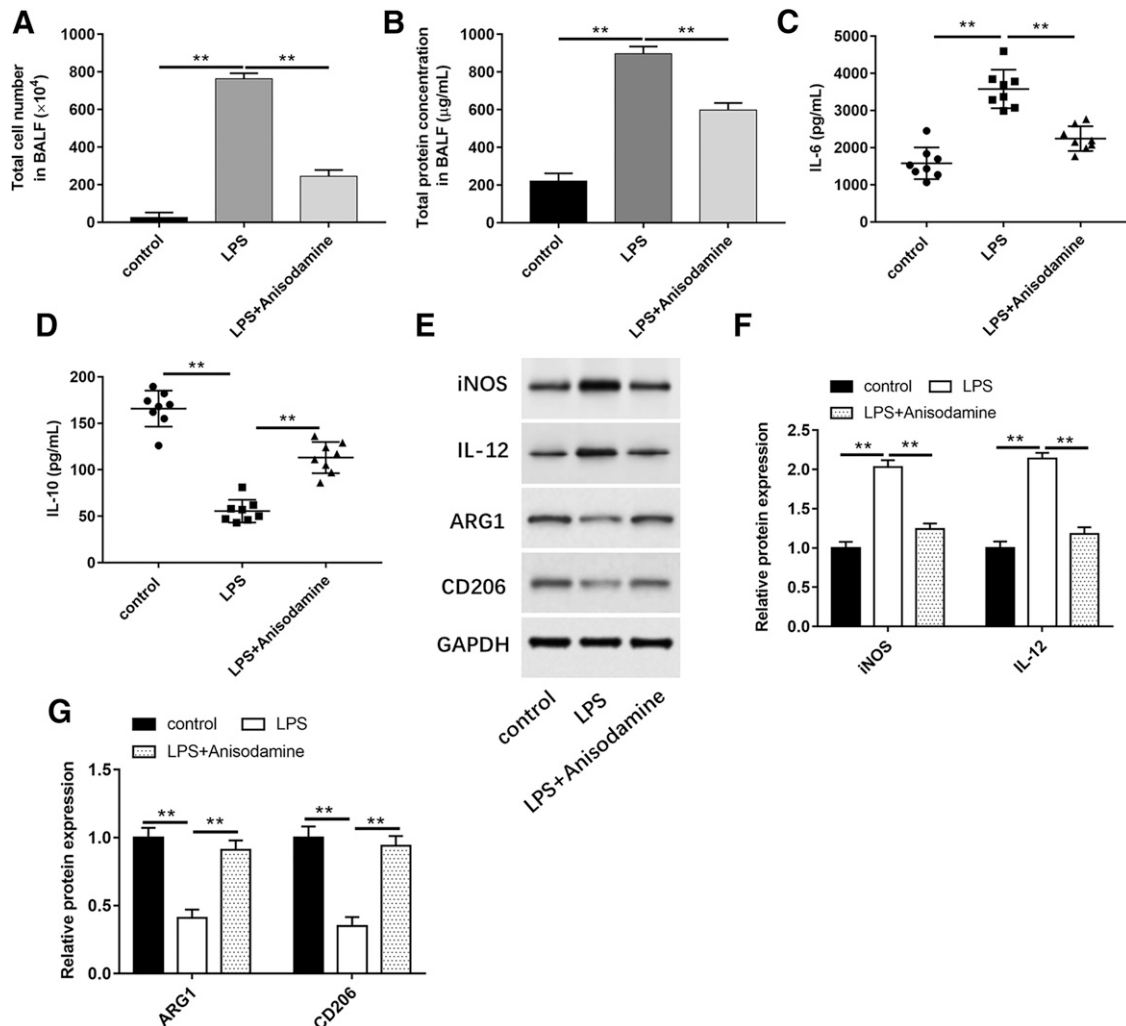 A
Total cell number
in BALF (×10⁴)
1000
800
600
400
200
0
**
**
control
LPS
LPS+Anisodamine
B
Total protein concentration
in BALF (μg/mL)
1000
800
600
400
200
0
**
**
control
LPS
LPS+Anisodamine
C
IL-6 (pg/mL)
5000
4000
3000
2000
1000
0
**
**
control
LPS
LPS+Anisodamine
D
IL-10 (pg/mL)
200
150
100
50
0
**
**
control
LPS
LPS+Anisodamine
E
iNOS
IL-12
ARG1
CD206
GAPDH
control
LPS
LPS+Anisodamine
F
control
LPS
LPS+Anisodamine
Relative protein expression
2.5
2.0
1.5
1.0
0.5
0.0
**
**
**
**
iNOS
IL-12
G
control
LPS
LPS+Anisodamine
Relative protein expression
1.5
1.0
0.5
0.0
**
**
**
**
ARG1
CD206